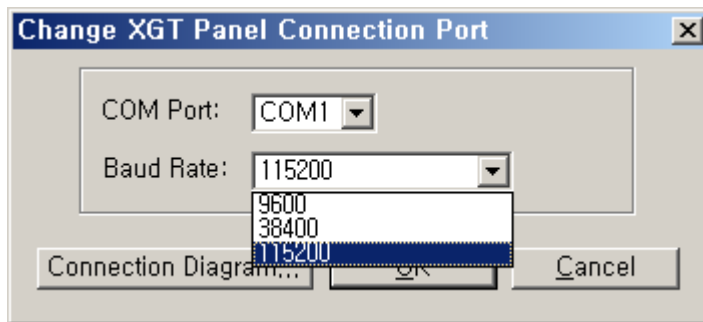 Change XGT Panel Connection Port
COM Port: COM1
Baud Rate: 115200
9600
38400
115200
Connection Diagram... OK Cancel